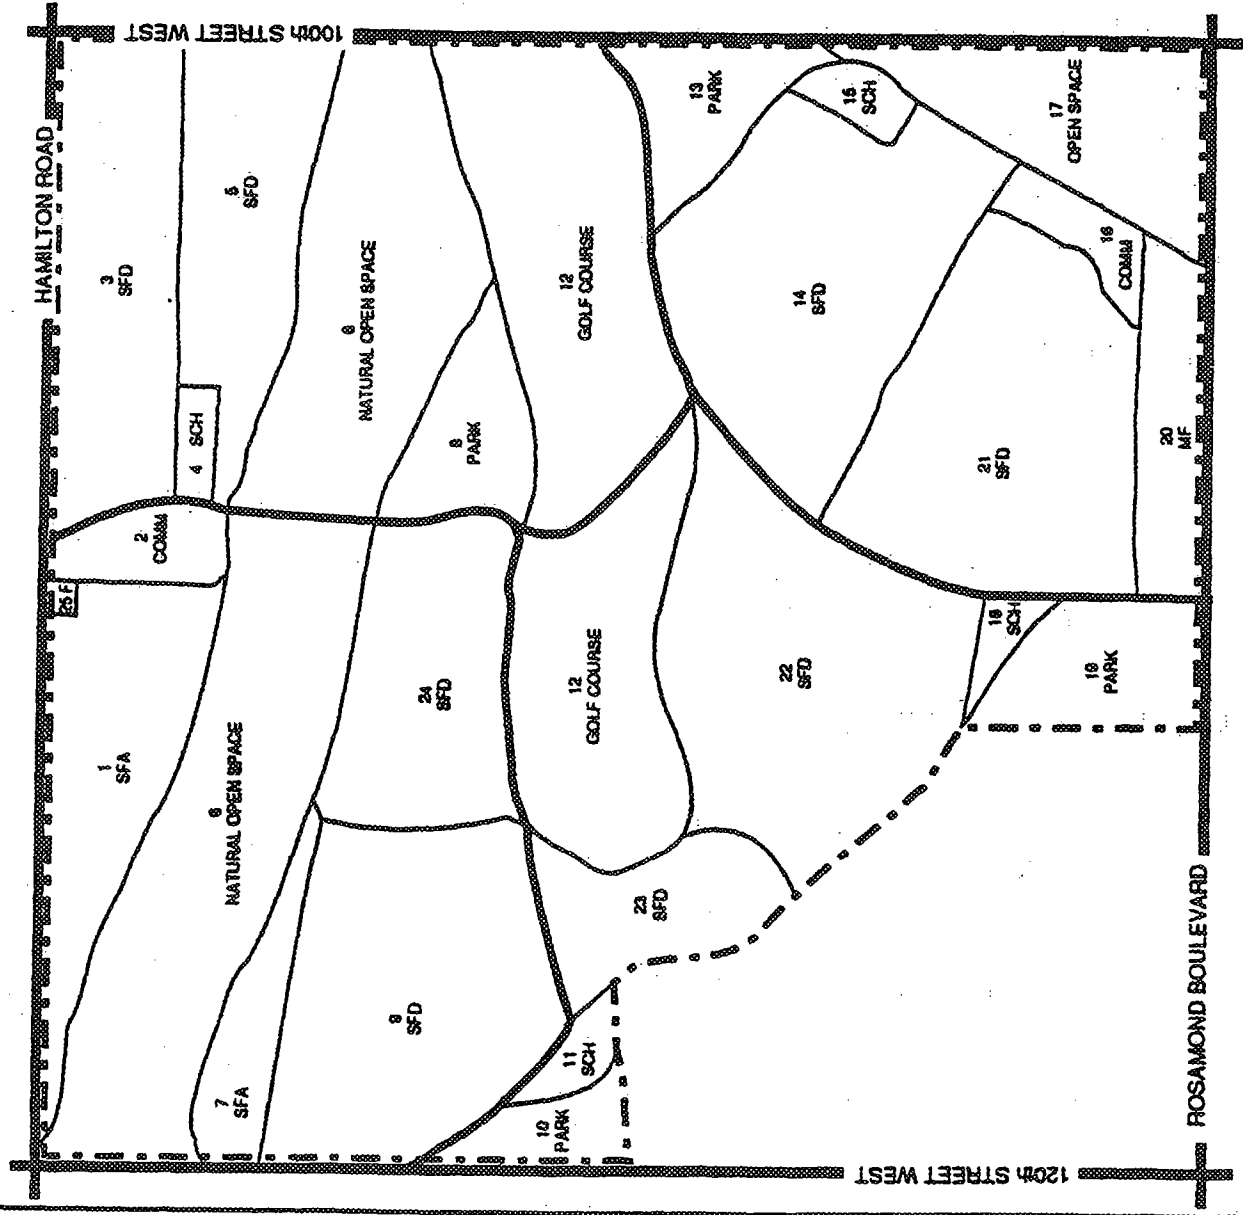 100th STREET WEST
HAMILTON ROAD
3
SFD
5
SFD
4 SCH
2
COMM
25 F
1
SFA
6
NATURAL OPEN SPACE
6
NATURAL OPEN SPACE
8
PARK
12
GOLF COURSE
13
PARK
15
SCH
17
OPEN SPACE
14
SFD
16
COMM
21
SFD
20
MF
24
SFD
12
GOLF COURSE
22
SFD
18
SCH
19
PARK
23
SFD
9
SFD
7
SFA
11
SCH
10
PARK
120th STREET WEST
ROSAMOND BOULEVARD